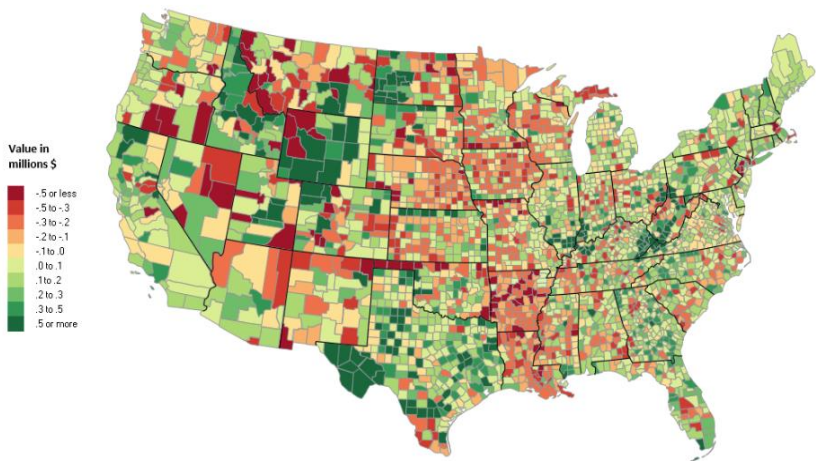 Value in
millions $
-.5 or less
-.5 to -.3
-.3 to -.2
-.2 to -.1
-.1 to .0
.0 to .1
.1 to .2
.2 to .3
.3 to .5
.5 or more